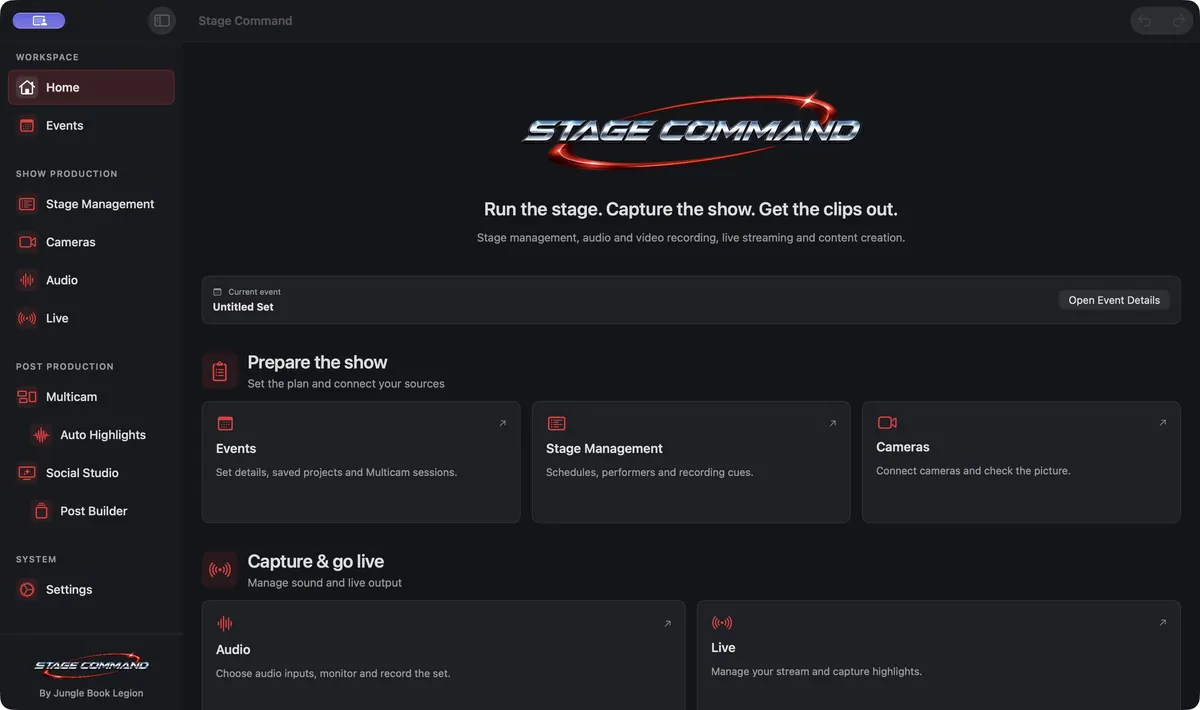 Stage Command
WORKSPACE
Home
Events
SHOW PRODUCTION
Stage Management
Cameras
Audio
Live
POST PRODUCTION
Multicam
Auto Highlights
Social Studio
Post Builder
SYSTEM
Settings
STAGE COMMAND
By Jungle Book Legion
STAGE COMMAND
Run the stage. Capture the show. Get the clips out.
Stage management, audio and video recording, live streaming and content creation.
Current event
Untitled Set
Open Event Details
Prepare the show
Set the plan and connect your sources
Events
Set details, saved projects and Multicam sessions.
Stage Management
Schedules, performers and recording cues.
Cameras
Connect cameras and check the picture.
Capture & go live
Manage sound and live output
Audio
Choose audio inputs, monitor and record the set.
Live
Manage your stream and capture highlights.